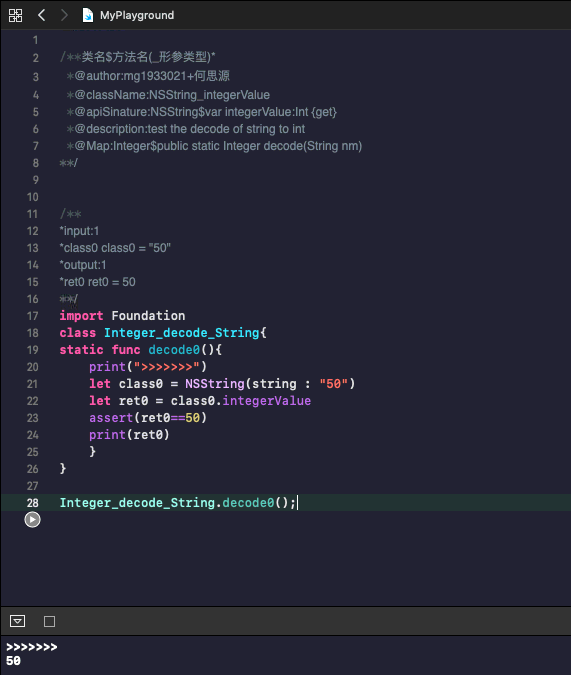 MyPlayground
1
2 /**类名$方法名(_形参类型)*
3 *@author:mg1933021+何思源
4 *@className:NSString_integerValue
5 *@apiSinature:NSString$var integerValue:Int {get}
6 *@description:test the decode of string to int
7 *@Map:Integer$public static Integer decode(String nm)
8 **/
9
10
11 /**
12 *input:1
13 *class0 class0 = "50"
14 *output:1
15 *ret0 ret0 = 50
16 **/
17 import Foundation
18 class Integer_decode_String{
19 static func decode0(){
20 print(">>>>>>>")
21 let class0 = NSString(string : "50")
22 let ret0 = class0.integerValue
23 assert(ret0==50)
24 print(ret0)
25 }
26 }
27
28 Integer_decode_String.decode0();
>>>>>>>
50